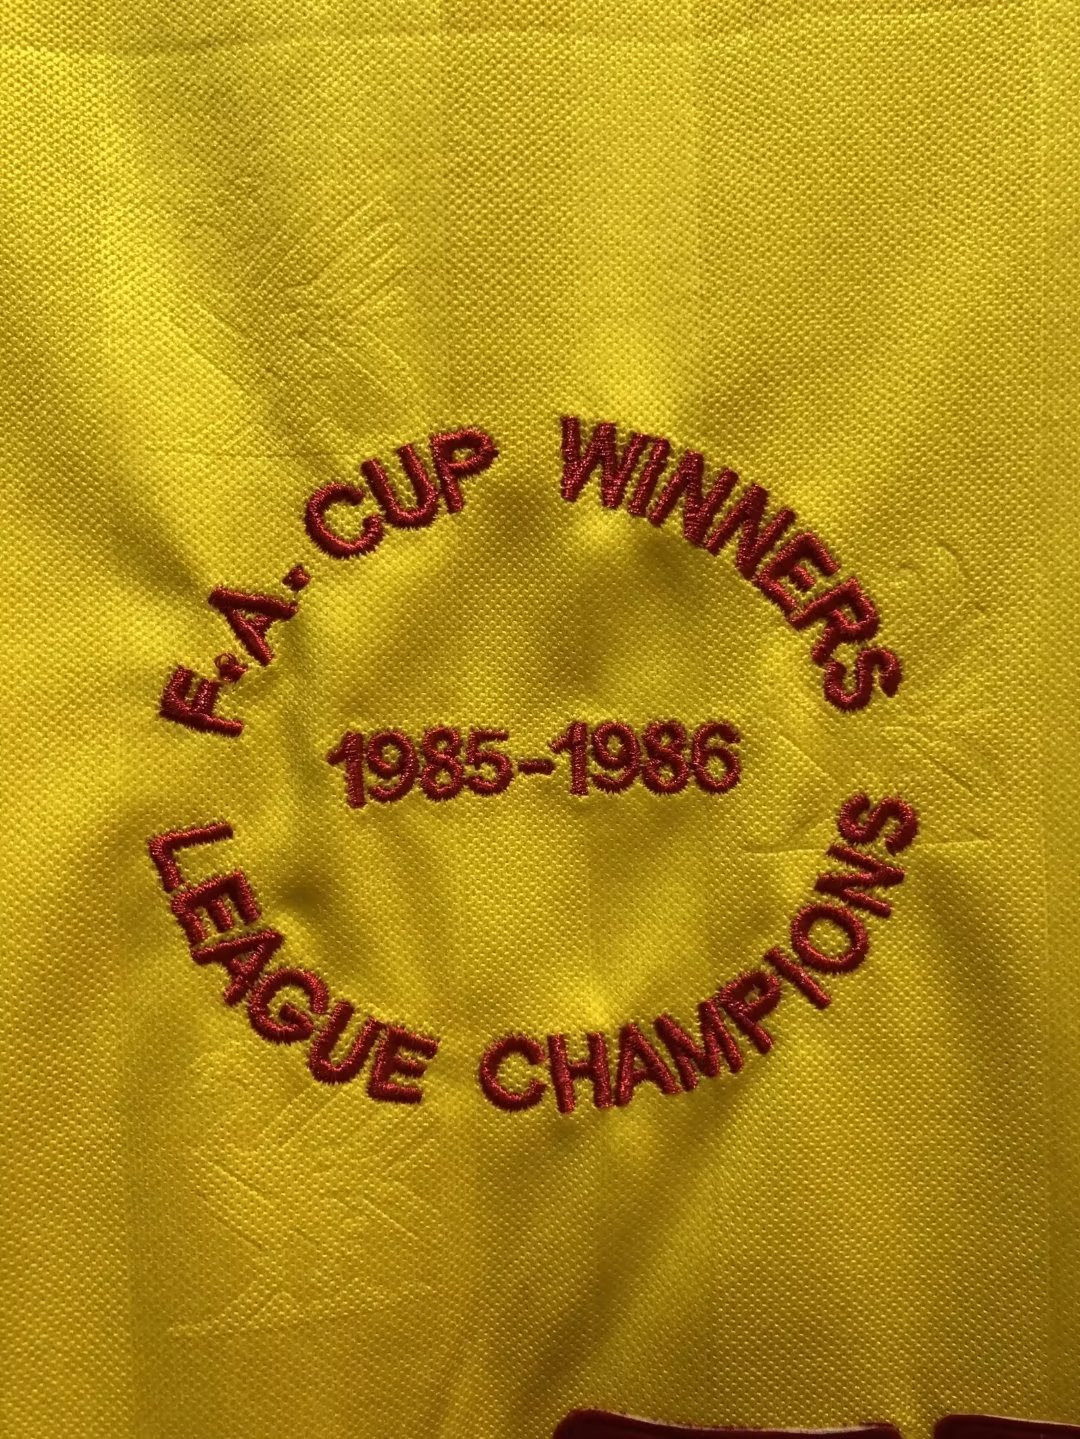 F.A. CUP WINNERS
1985-1986
LEAGUE CHAMPIONS